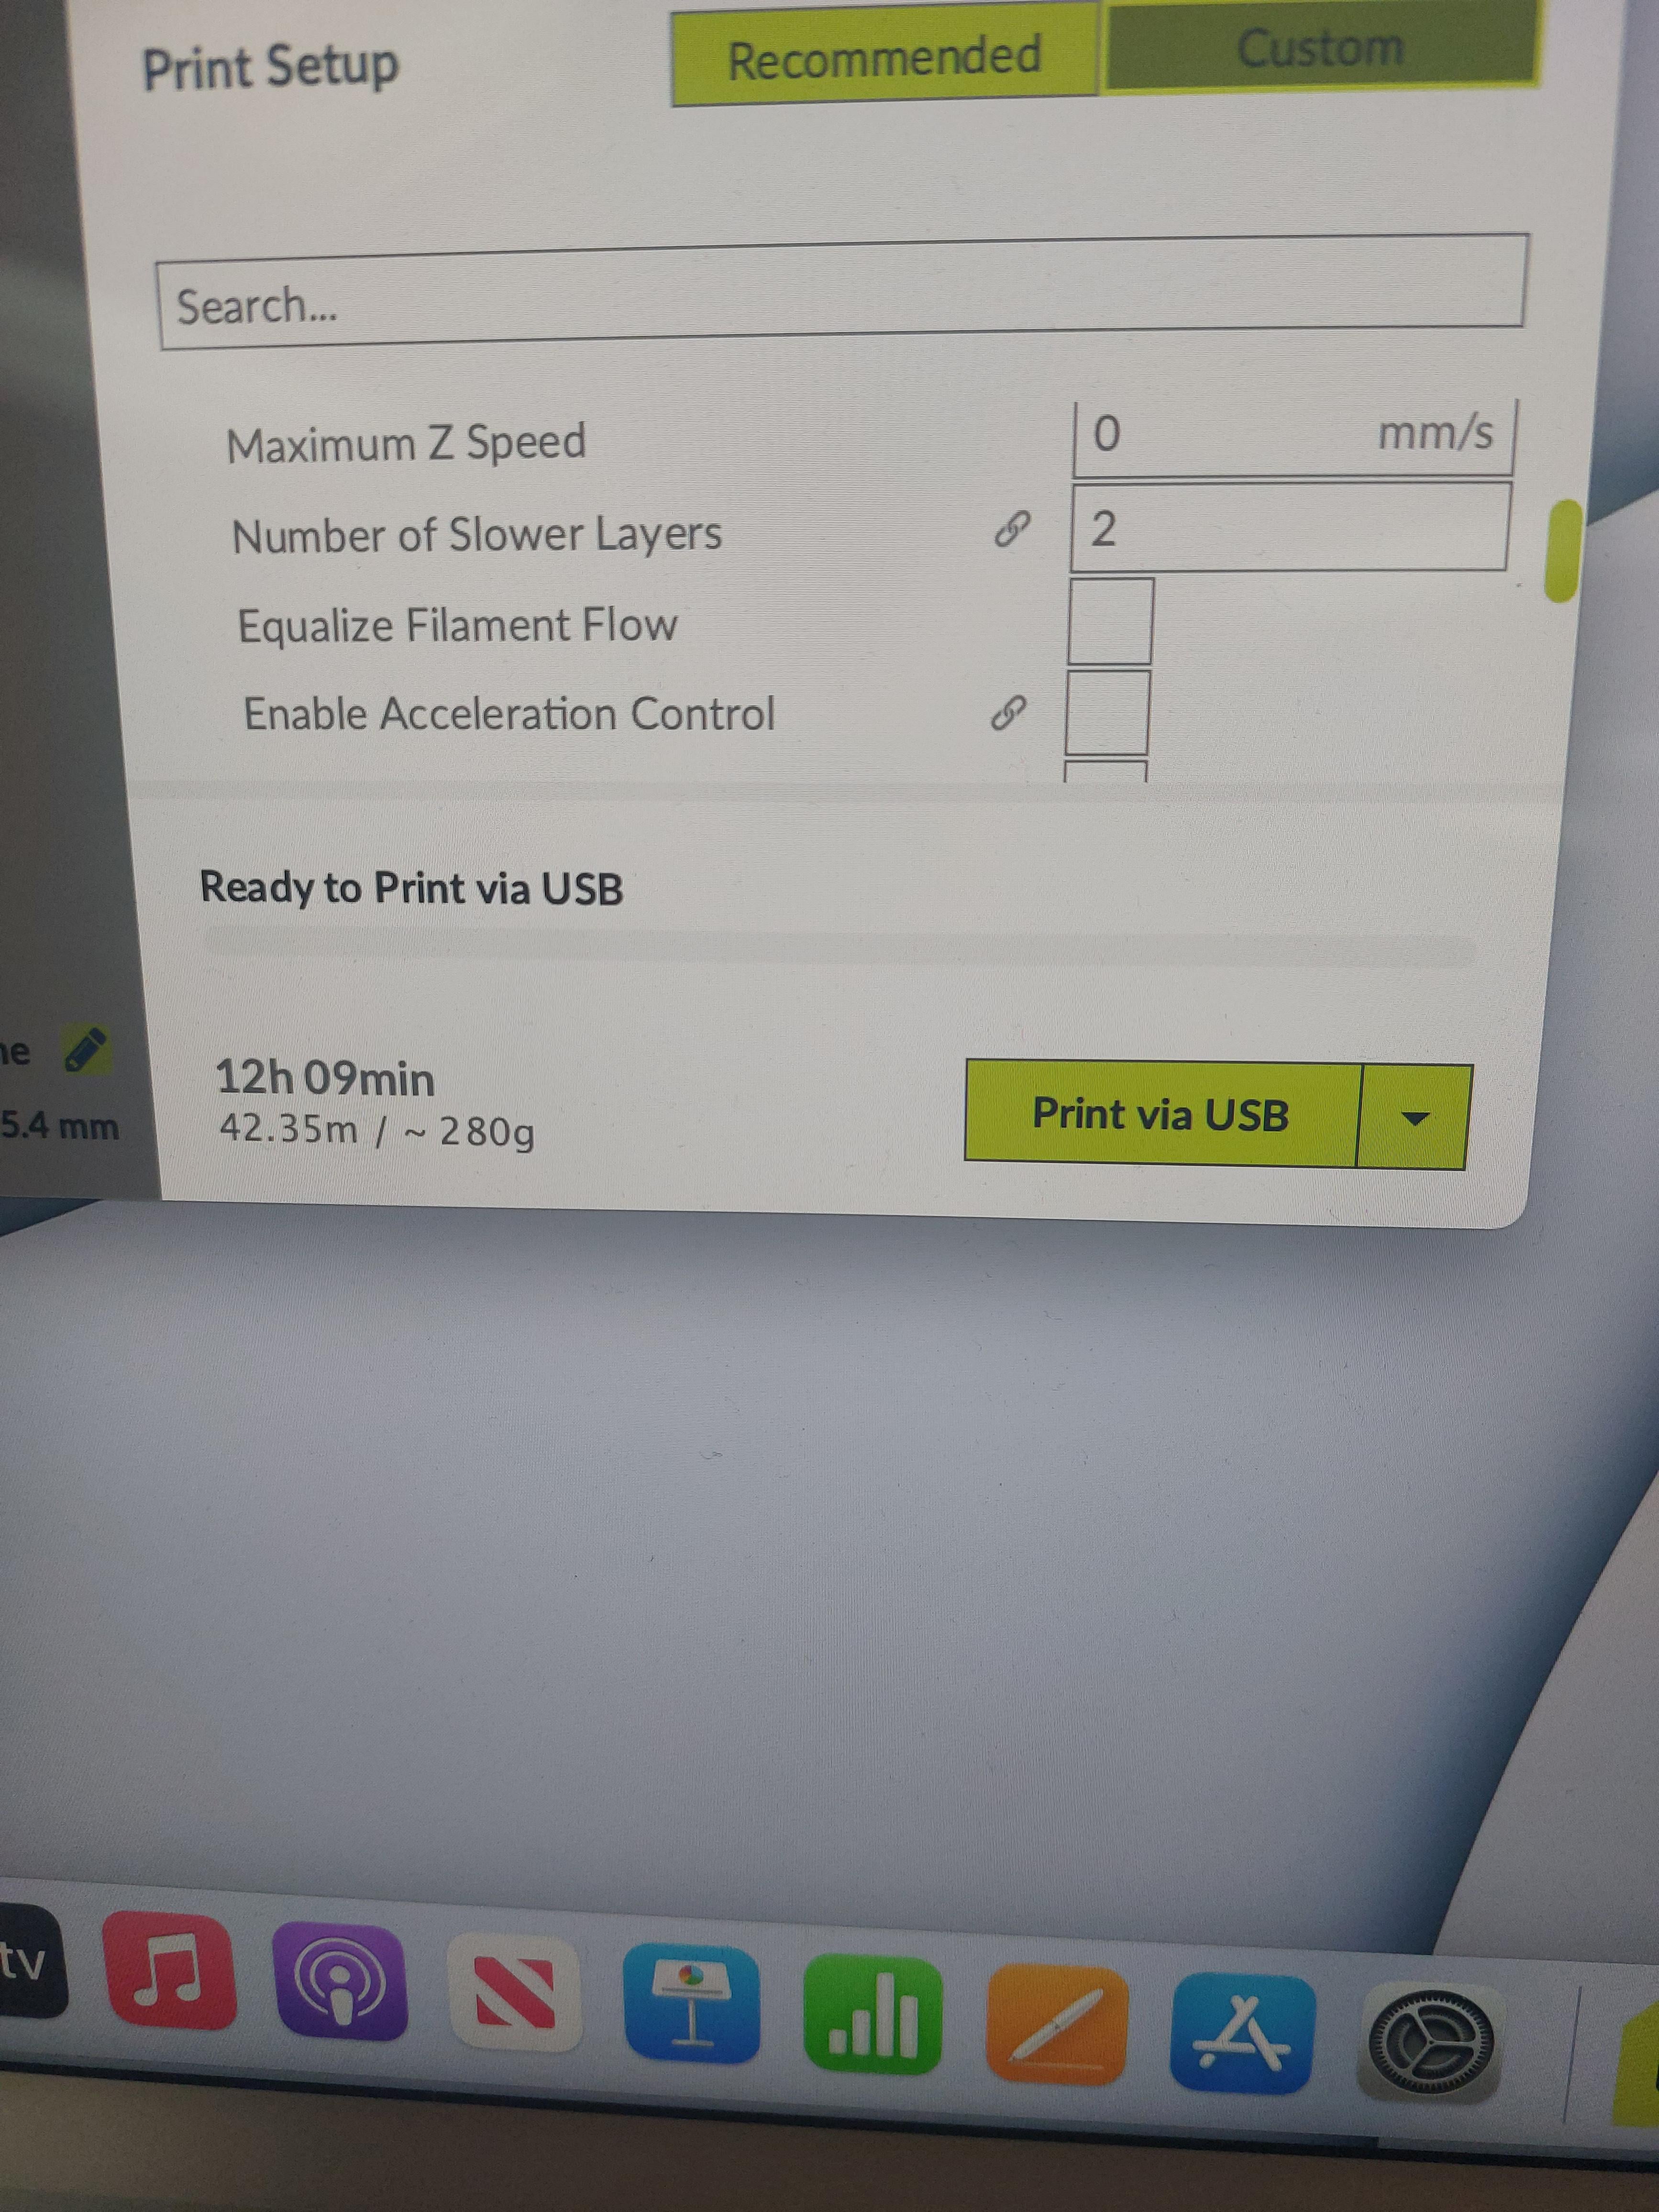 Print Setup
Recommended
Custom
Search...
Maximum Z Speed 0 mm/s
Number of Slower Layers 2
Equalize Filament Flow
Enable Acceleration Control
Ready to Print via USB
12h 09min
42.35m / ~ 280g
Print via USB
5.4 mm
tv